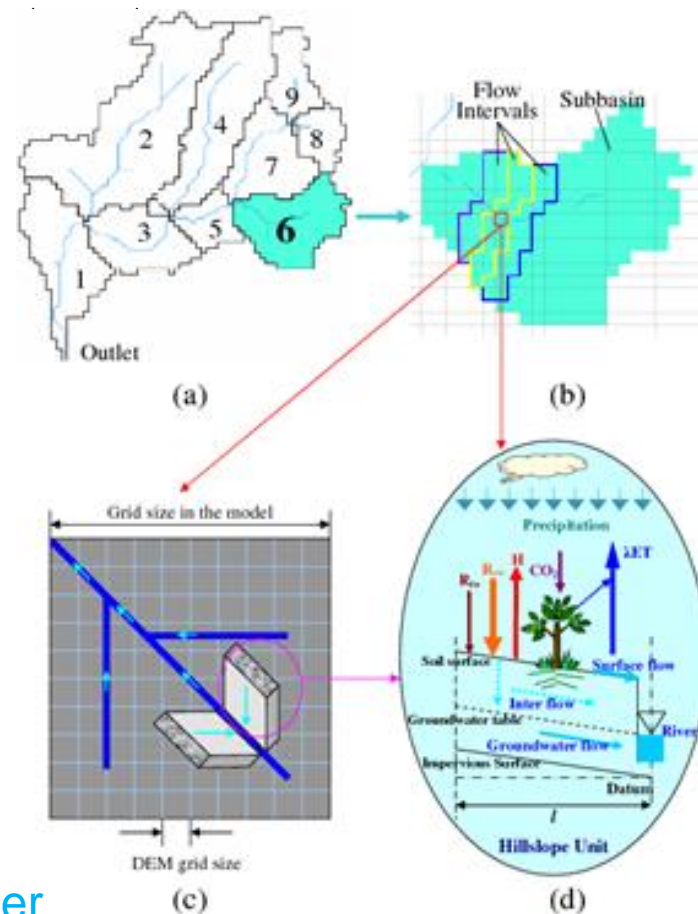 2
4
9
8
7
3
5
6
1
Outlet
(a)
Flow
Intervals
Subbasin
(b)
Grid size in the model
DEM grid size
(c)
Precipitation
H
CO2
λET
Soil surface
Surface flow
Inter flow
Groundwater table
River
Groundwater flow
Impervious Surface
Datum
l
Hillslope Unit
(d)
er